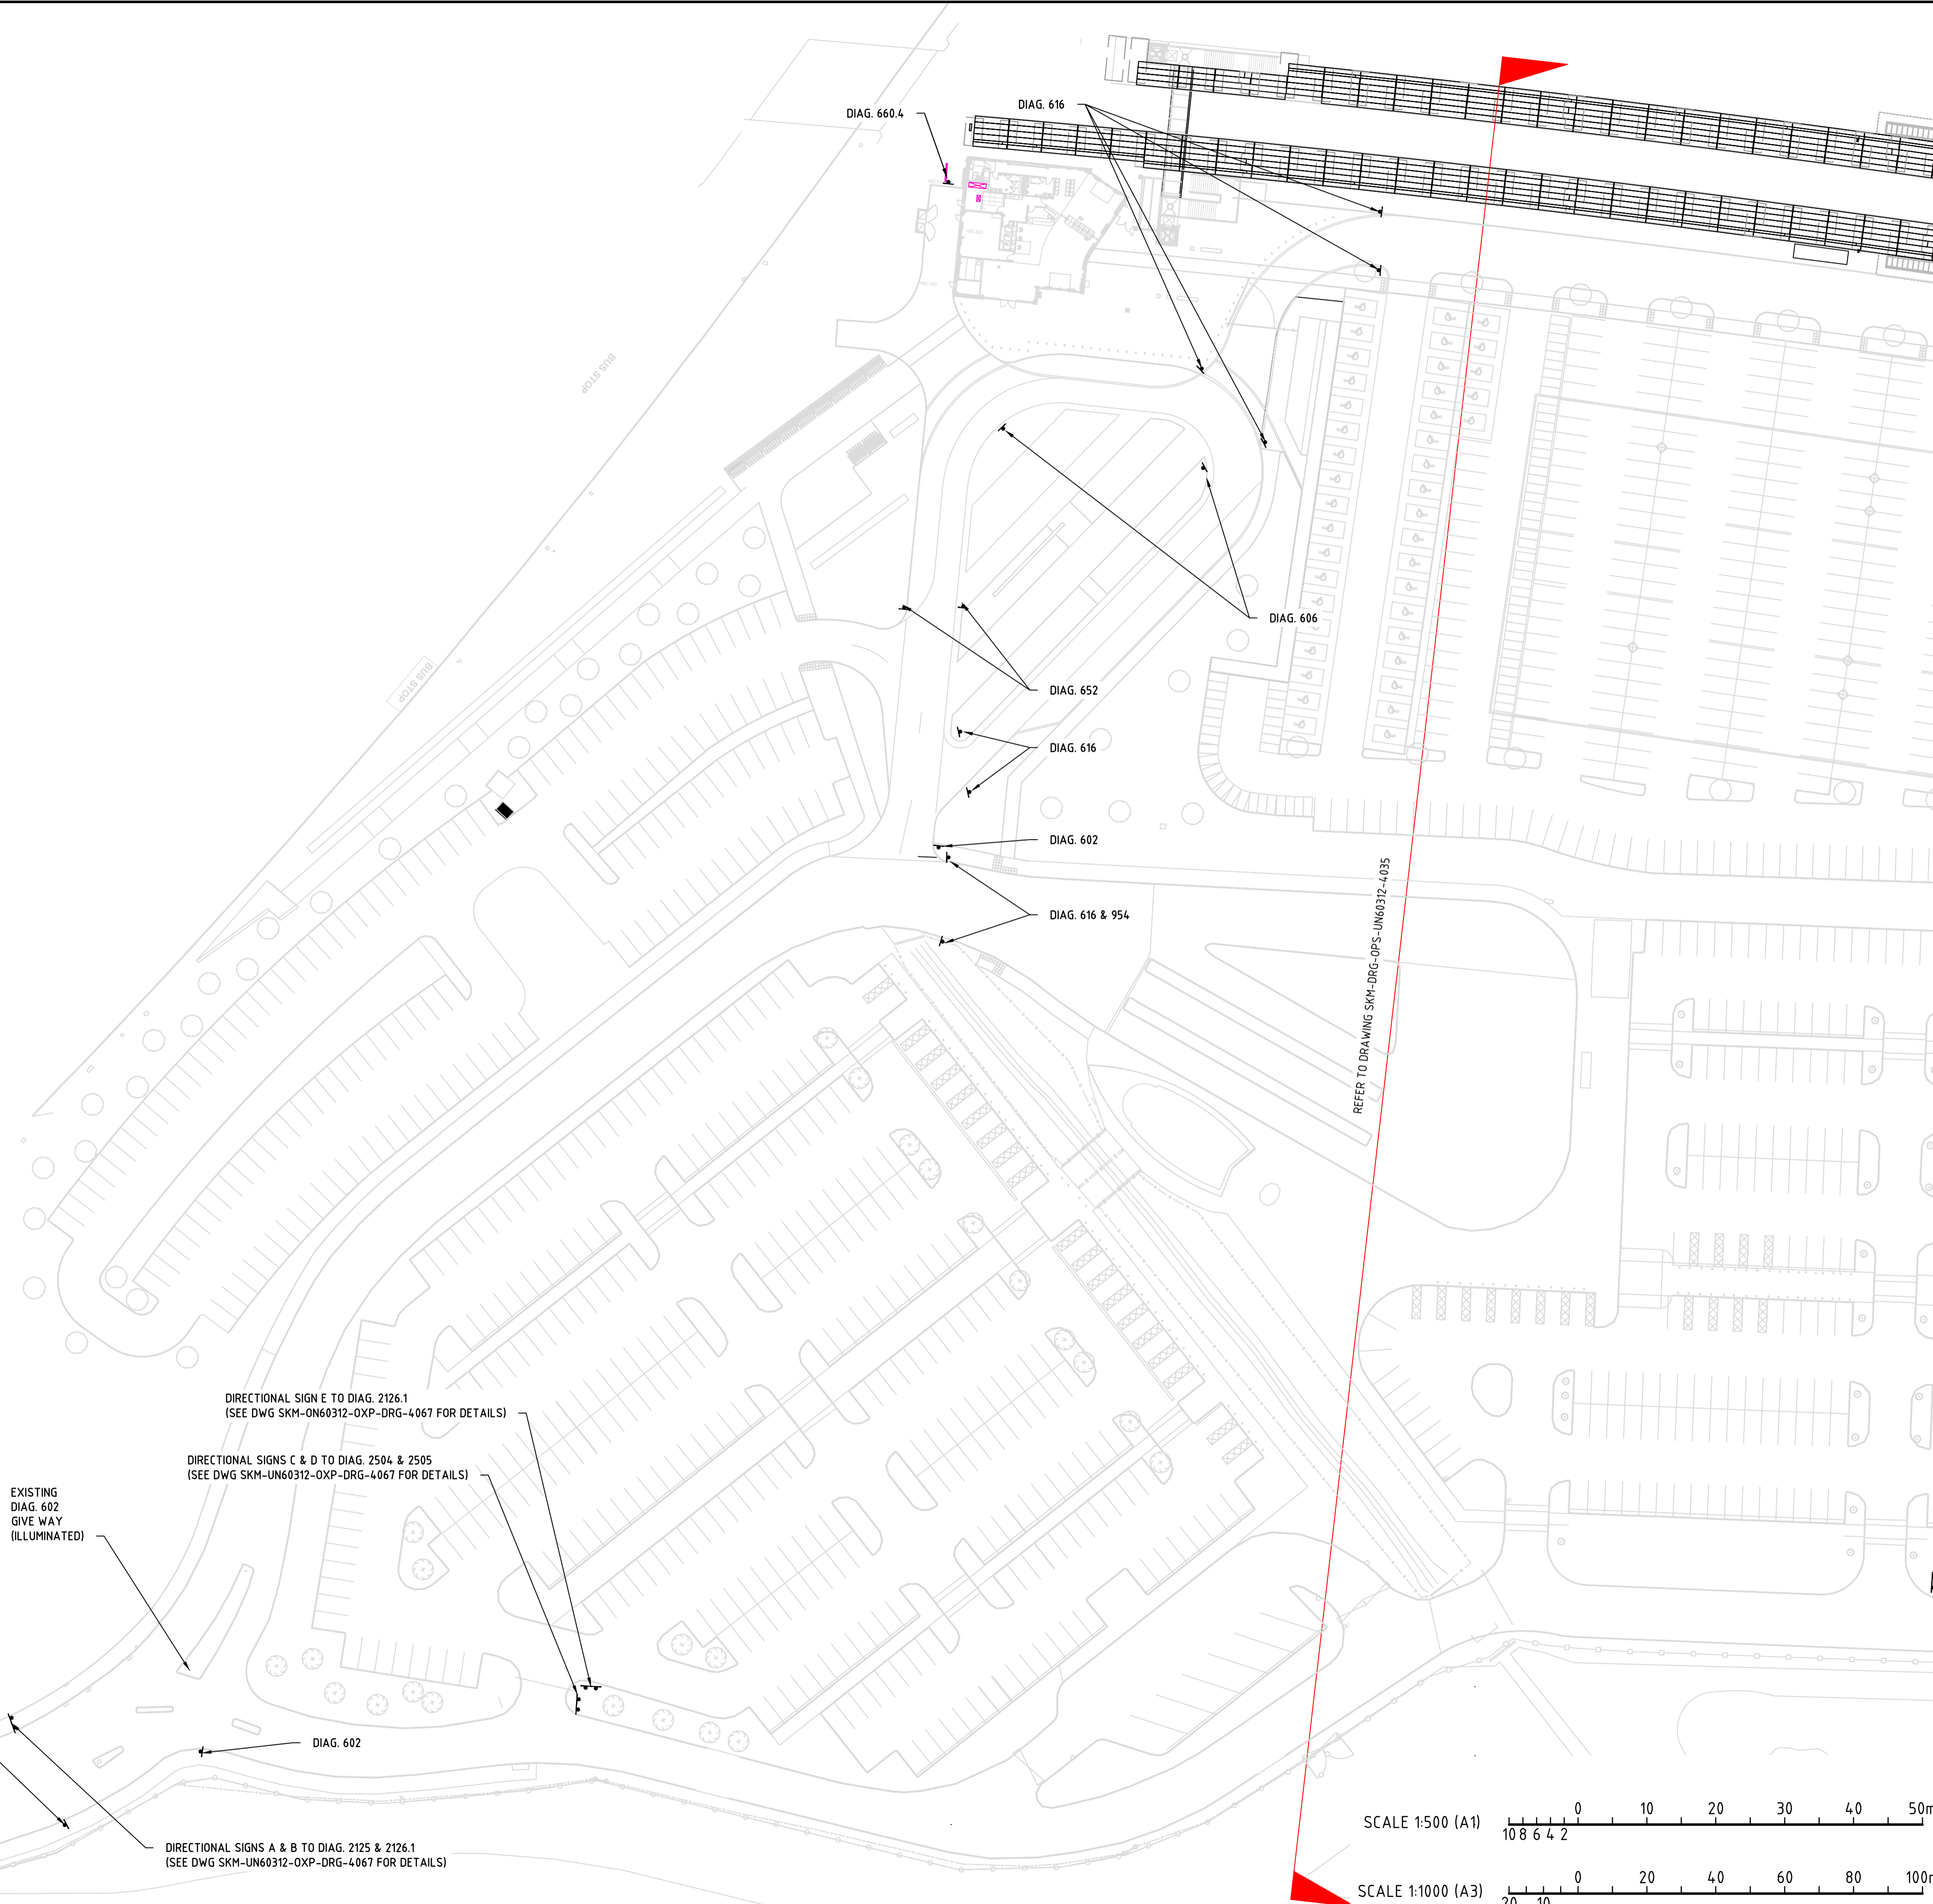 DIAG. 660.4
DIAG. 616
BUS STOP
DIAG. 606
BUS STOP
DIAG. 652
DIAG. 616
DIAG. 602
DIAG. 616 & 954
REFER TO DRAWING SKM-DRG-OPS-UN60312-4035
DIRECTIONAL SIGN E TO DIAG. 2126.1
(SEE DWG SKM-ON60312-OXP-DRG-4067 FOR DETAILS)
DIRECTIONAL SIGNS C & D TO DIAG. 2504 & 2505
(SEE DWG SKM-UN60312-OXP-DRG-4067 FOR DETAILS)
EXISTING
DIAG. 602
GIVE WAY
(ILLUMINATED)
DIAG. 602
DIRECTIONAL SIGNS A & B TO DIAG. 2125 & 2126.1
(SEE DWG SKM-UN60312-OXP-DRG-4067 FOR DETAILS)
SCALE 1:500 (A1)
0 10 20 30 40 50m
10 8 6 4 2
SCALE 1:1000 (A3)
0 20 40 60 80 100m
20 10